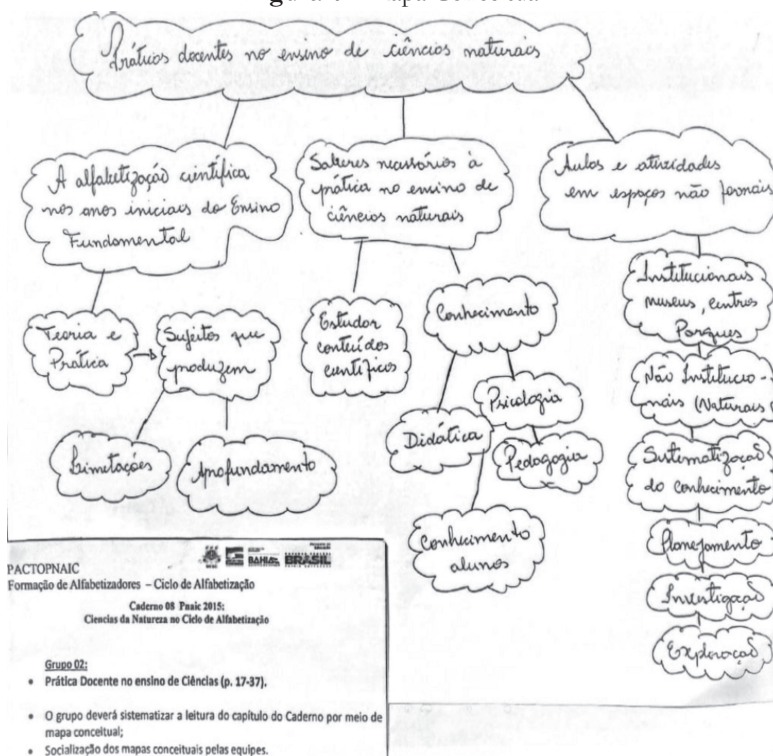 Práticas docentes no ensino de ciências naturais
A alfabetização científica
nos anos iniciais do Ensino
Fundamental
Saberes necessários à
prática no ensino de
ciências naturais
Aulas e atividades
em espaços não formais
Teoria e
Prática
Sujeitos que
produzem
Limitações
Aprofundamento
Estudar
conteúdos
científicos
Conhecimento
Didática
Psicologia
Pedagogia
Conhecimento
alunos
Institucionais
museus, centros
Parques
Não Institucio-
nais (Naturais
Sistematização
do conhecimento
Planejamento
Investigação
Exploração
PACTOPNAIC
BAHIA
BRASIL
Formação de Alfabetizadores – Ciclo de Alfabetização
Caderno 08 Pnaic 2015:
Ciencias da Natureza no Ciclo de Alfabetização
Grupo 02:
• Prática Docente no ensino de Ciências (p. 17-37).
• O grupo deverá sistematizar a leitura do capítulo do Caderno por meio de
mapa conceitual;
• Socialização dos mapas conceituais pelas equipes.